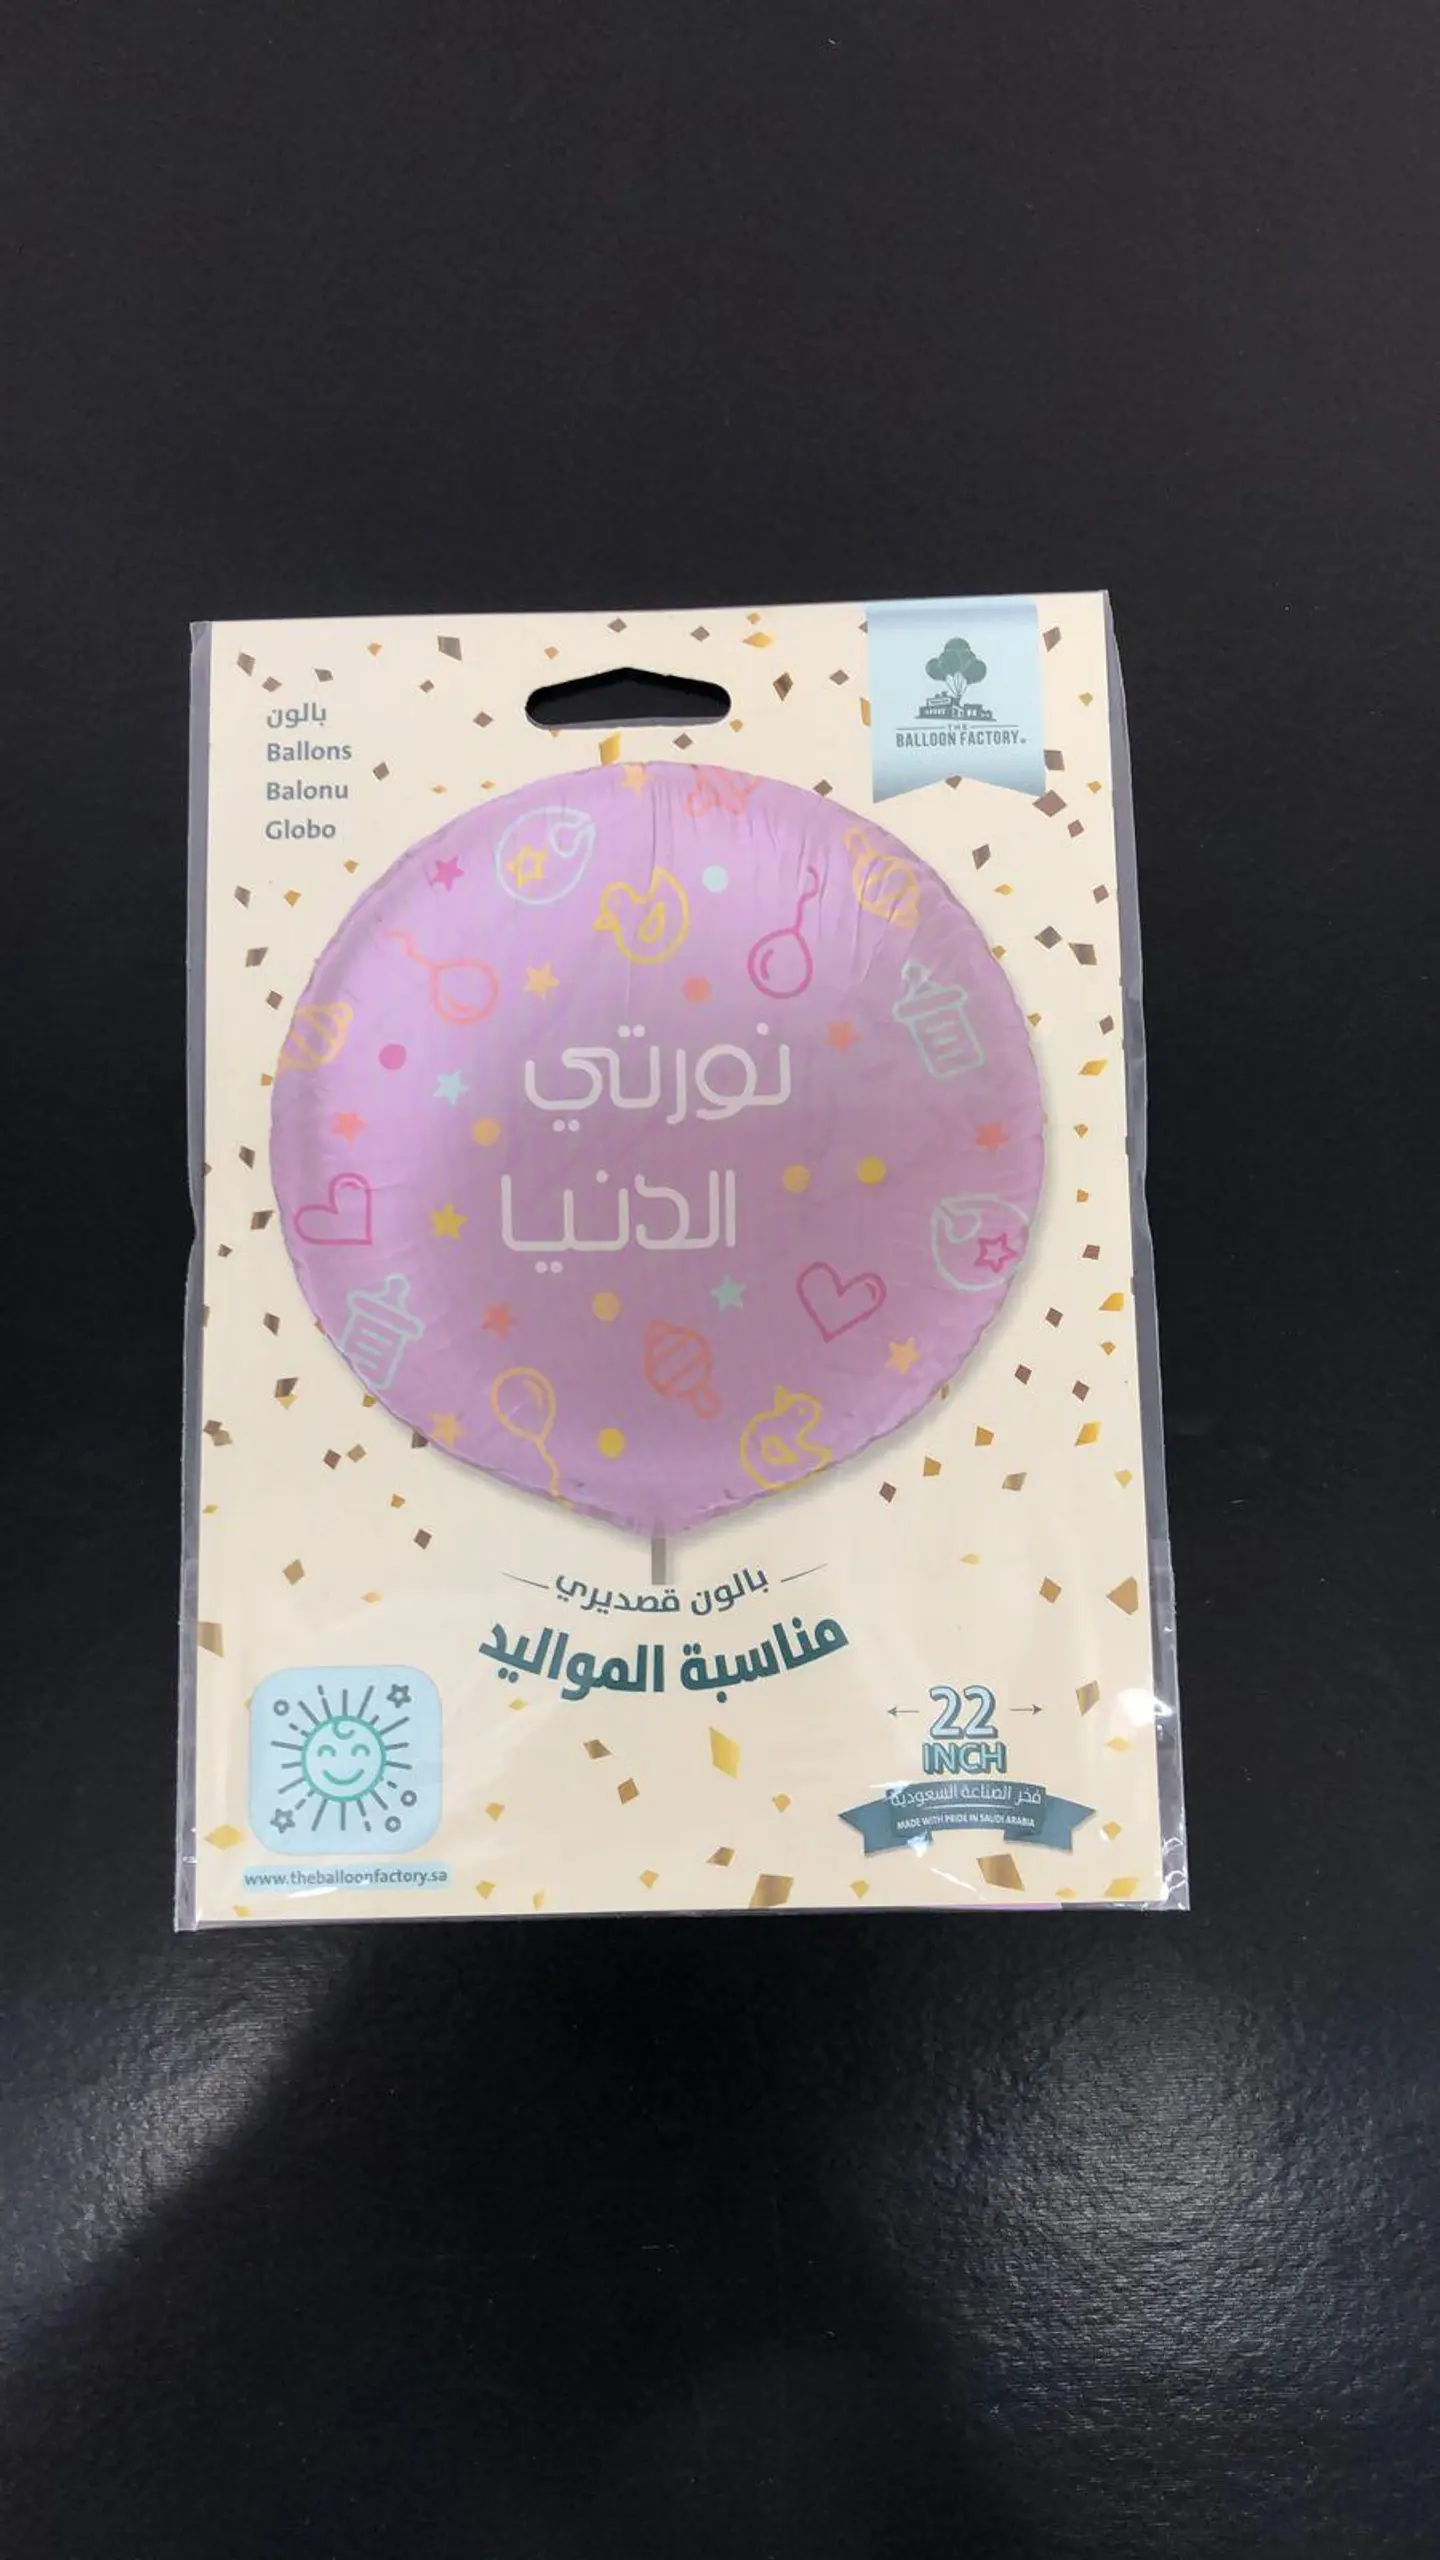 بالون
Ballons
Balonu
Globo
THE
BALLOON FACTORY
نورتي
الدنيا
بالون قصديري
مناسبة المواليد
22
INCH
فخر الصناعة السعودية
MADE WITH PRIDE IN SAUDI ARABIA
www.theballoonfactory.sa